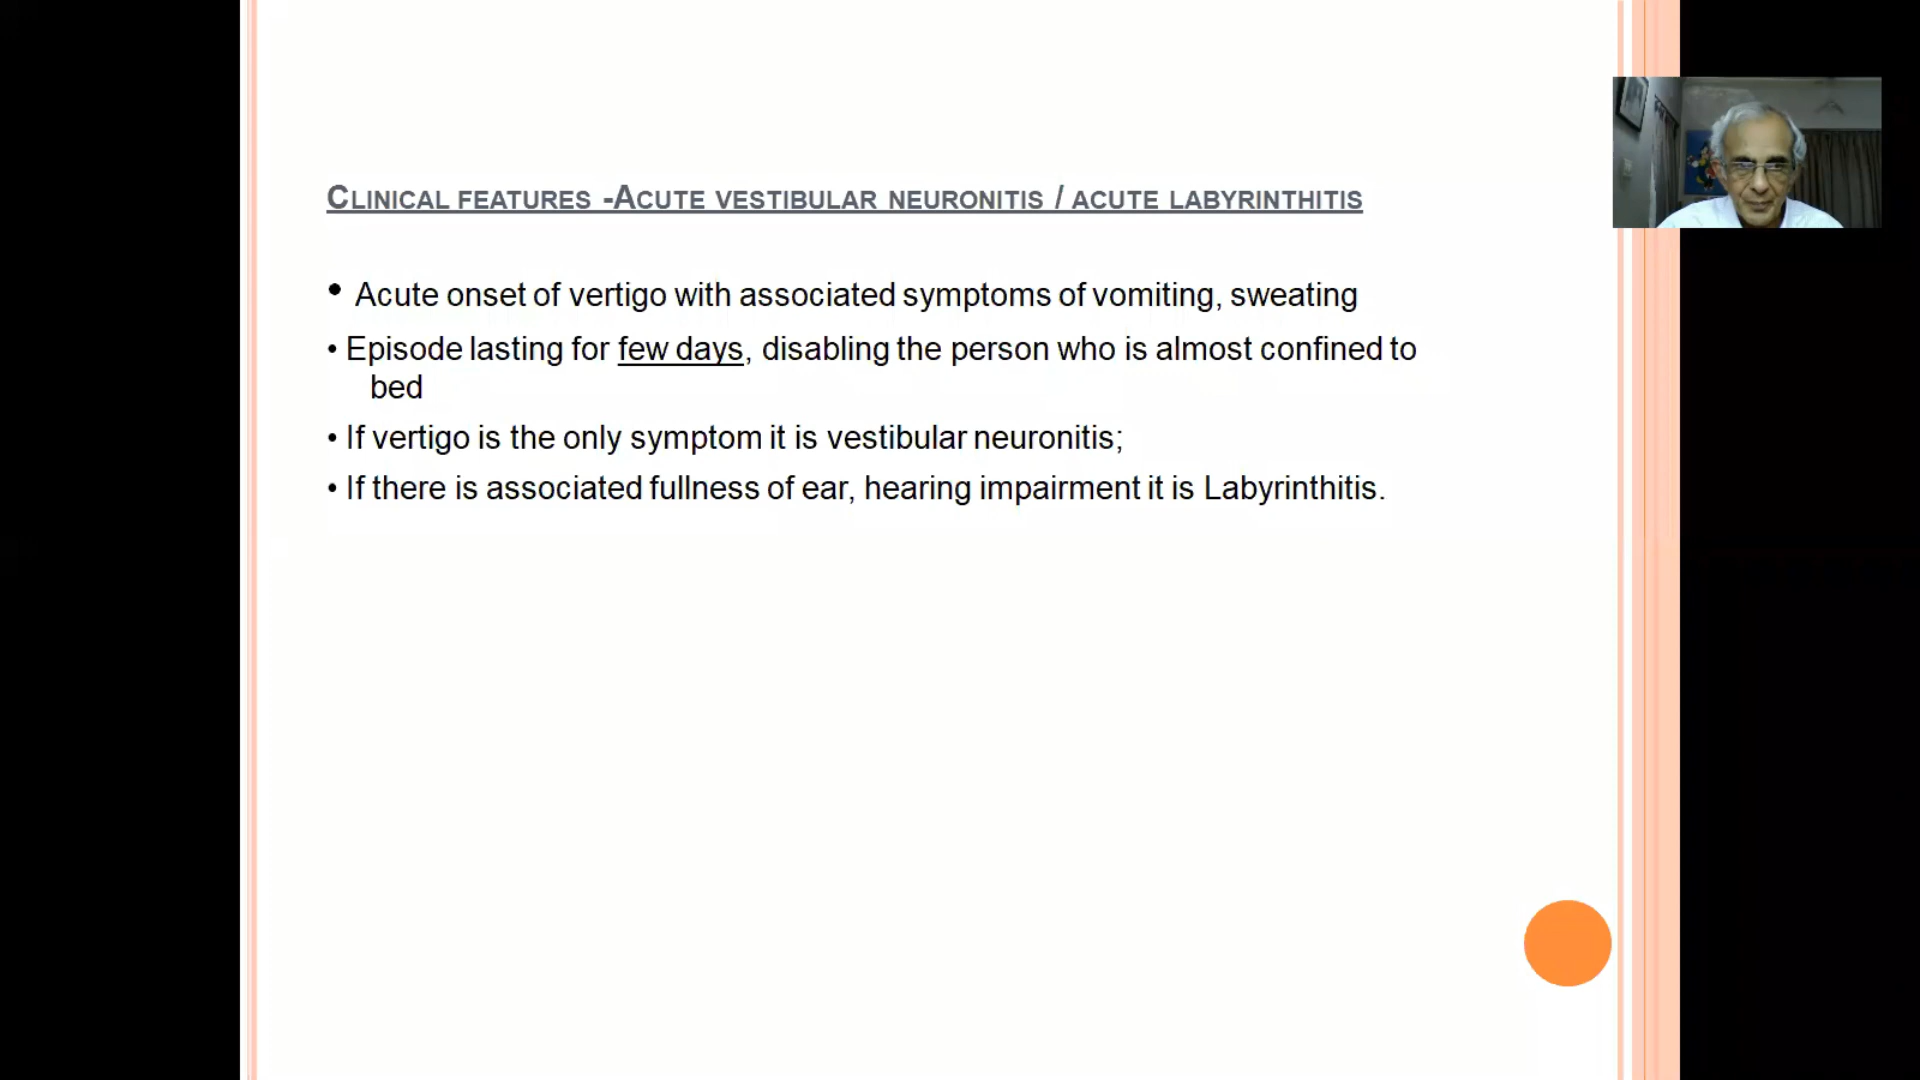 CLINICAL FEATURES -ACUTE VESTIBULAR NEURONITIS / ACUTE LABYRINTHITIS
• Acute onset of vertigo with associated symptoms of vomiting, sweating
• Episode lasting for few days, disabling the person who is almost confined to
bed
• If vertigo is the only symptom it is vestibular neuronitis;
• If there is associated fullness of ear, hearing impairment it is Labyrinthitis.